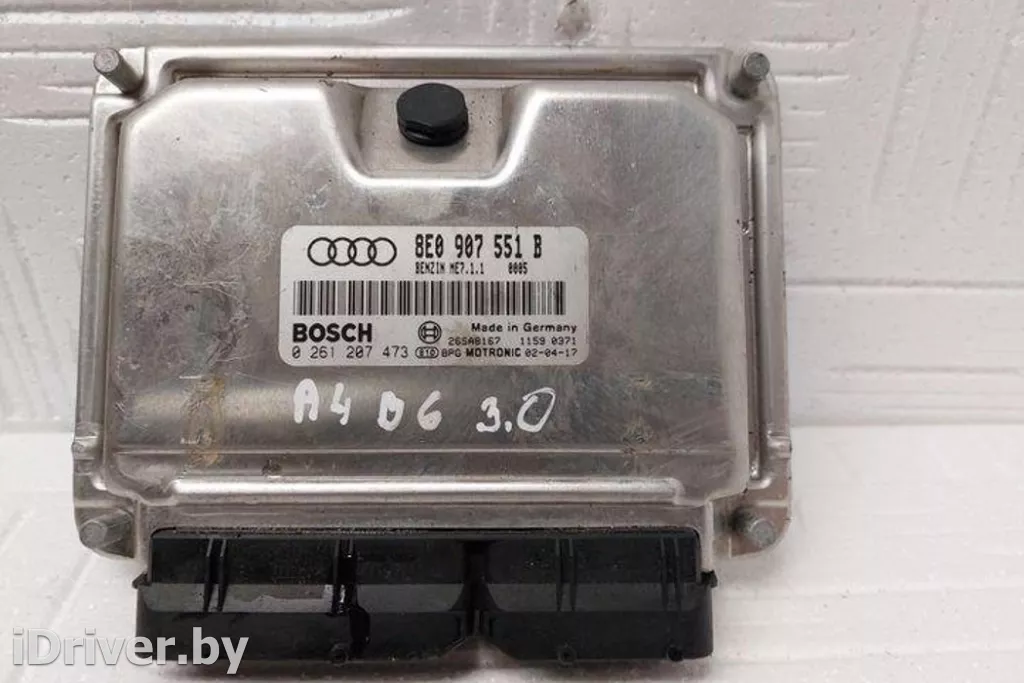 8E0 907 551 B
BENZIN ME7.1.1 0005
BOSCH
Made in Germany
26SA8167 1159 0371
0 261 207 473 BPG MOTRONIC 02-04-17
A4 B6 3.0
iDriver.by